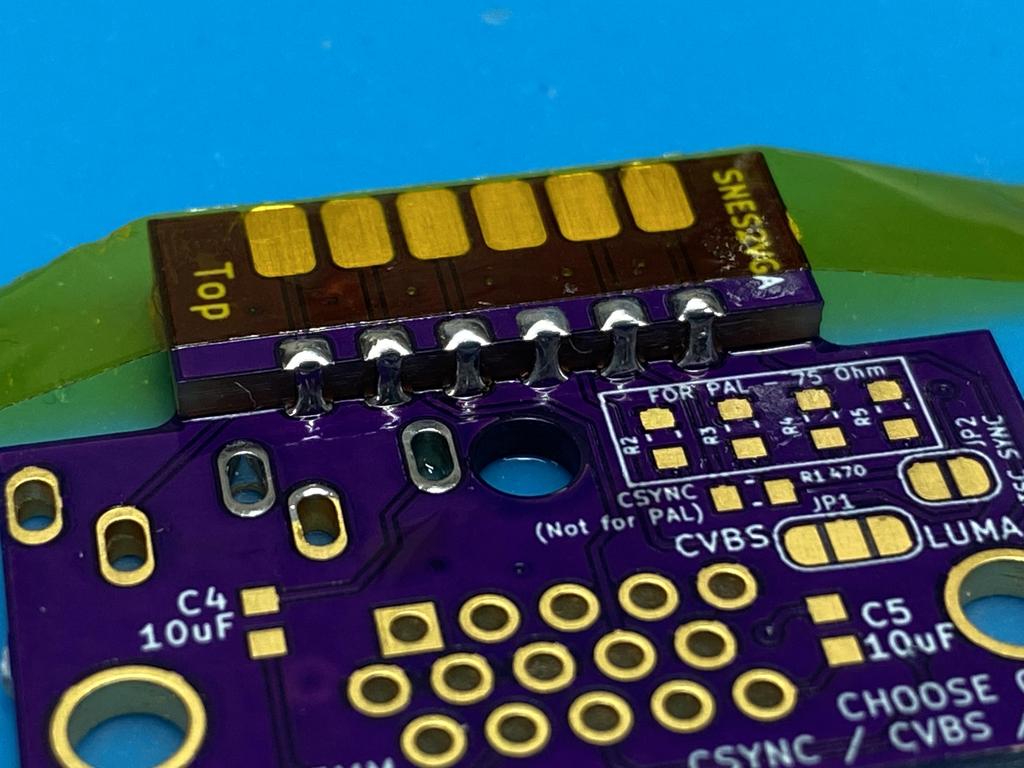 Top
SNES2VGA
FOR PAL - 75 Ohm
R2
R3
R4
R5
JP2
SYNC
R1 470
CSYNC
(Not for PAL)
JP1
CVBS
LUMA
C4
10uF
C5
10uF
CHOOSE
CSYNC / CVBS /